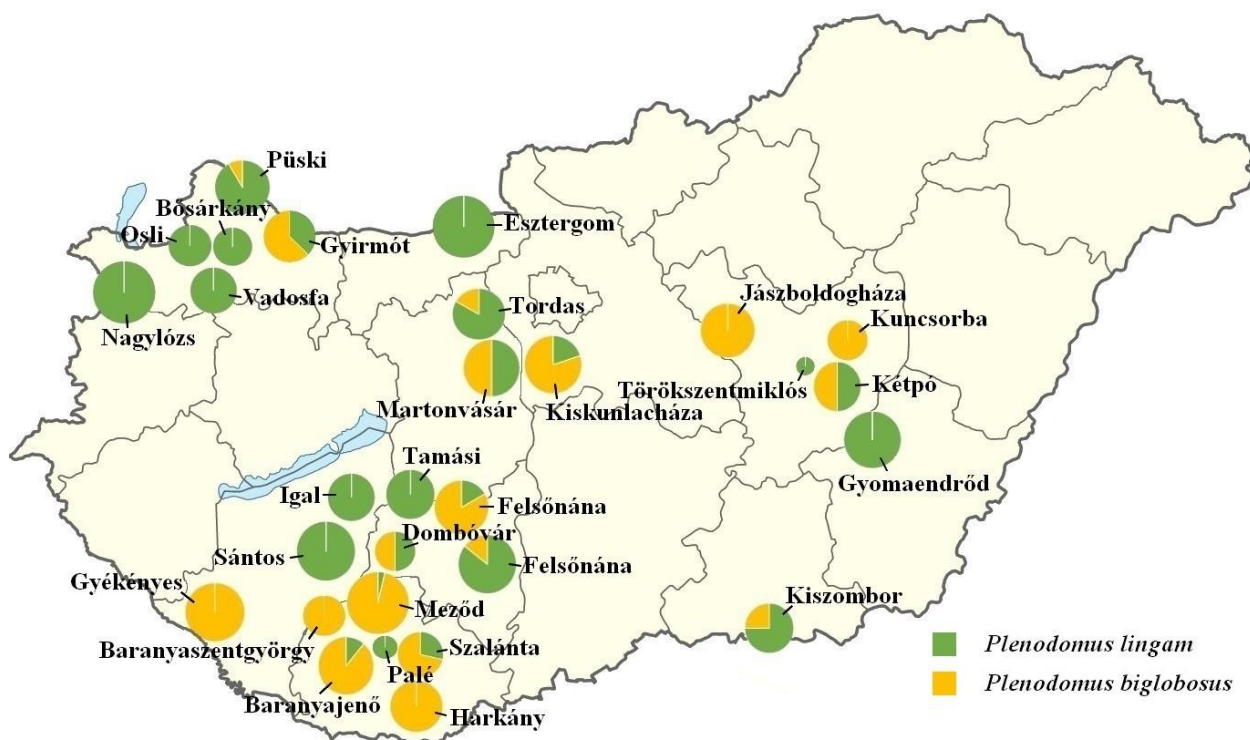 Püski
Bősárkány
Osli
Gyirmót
Esztergom
Vadosfa
Nagylózs
Tordas
Jászboldogháza
Kuncsorba
Törökszentmiklós
Kétpó
Martonvásár
Kiskunlacháza
Gyomaendrőd
Tamási
Igal
Felsőnána
Dombóvár
Sántos
Felsőnána
Gyékényes
Meződ
Kiszombor
Baranyaszentgyörgy
Szalánta
Palé
Baranyajenő
Harkány
Plenodomus lingam
Plenodomus biglobosus